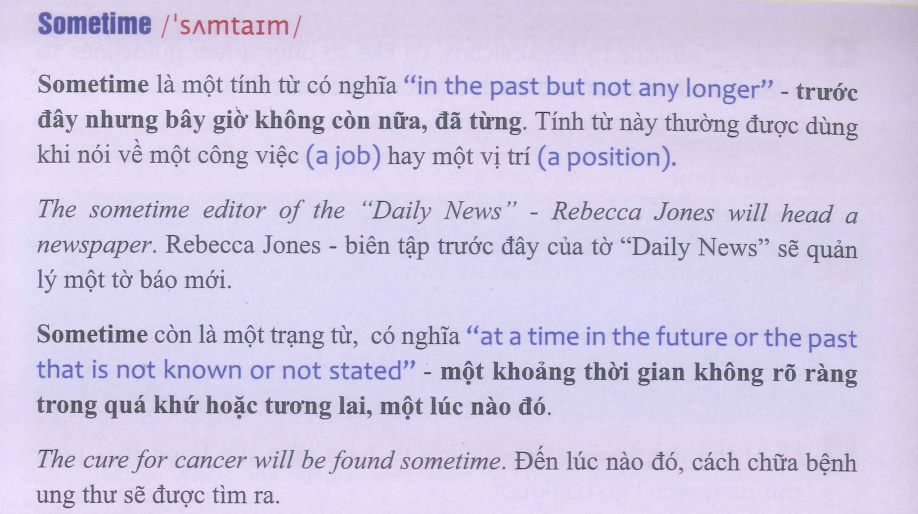 Sometime /ˈsʌmtaɪm/
Sometime là một tính từ có nghĩa “in the past but not any longer” - trước
đây nhưng bây giờ không còn nữa, đã từng. Tính từ này thường được dùng
khi nói về một công việc (a job) hay một vị trí (a position).
The sometime editor of the “Daily News” - Rebecca Jones will head a
newspaper. Rebecca Jones - biên tập trước đây của tờ “Daily News” sẽ quản
lý một tờ báo mới.
Sometime còn là một trạng từ, có nghĩa “at a time in the future or the past
that is not known or not stated” - một khoảng thời gian không rõ ràng
trong quá khứ hoặc tương lai, một lúc nào đó.
The cure for cancer will be found sometime. Đến lúc nào đó, cách chữa bệnh
ung thư sẽ được tìm ra.